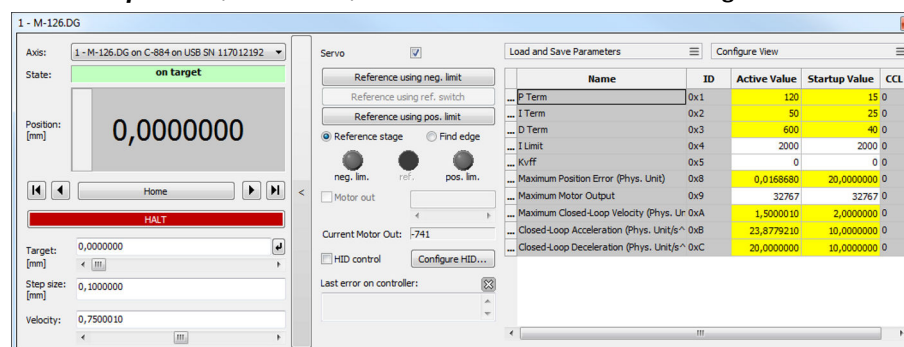 1 - M-126.DG
Axis: 1 - M-126.DG on C-884 on USB SN 117012192
State: on target
Position: [mm] 0,0000000
Home
<
HALT
Target: [mm] 0,0000000
Step size: [mm] 0,1000000
Velocity: 0,7500010
Servo
Reference using neg. limit
Reference using ref. switch
Reference using pos. limit
Reference stage Find edge
neg. lim. ref. pos. lim.
Motor out
Current Motor Out: -741
HID control Configure HID...
Last error on controller:
Load and Save Parameters Configure View
Name ID Active Value Startup Value CCL
... P Term 0x1 120 15 0
... I Term 0x2 50 25 0
... D Term 0x3 600 40 0
... I Limit 0x4 2000 2000 0
... Kvff 0x5 0 0 0
... Maximum Position Error (Phys. Unit) 0x8 0,0168680 20,0000000 0
... Maximum Motor Output 0x9 32767 32767 0
... Maximum Closed-Loop Velocity (Phys. Ur 0xA 1,5000010 2,0000000 0
... Closed-Loop Acceleration (Phys. Unit/s^ 0xB 23,8779210 10,0000000 0
... Closed-Loop Deceleration (Phys. Unit/s^ 0xC 20,0000000 10,0000000 0